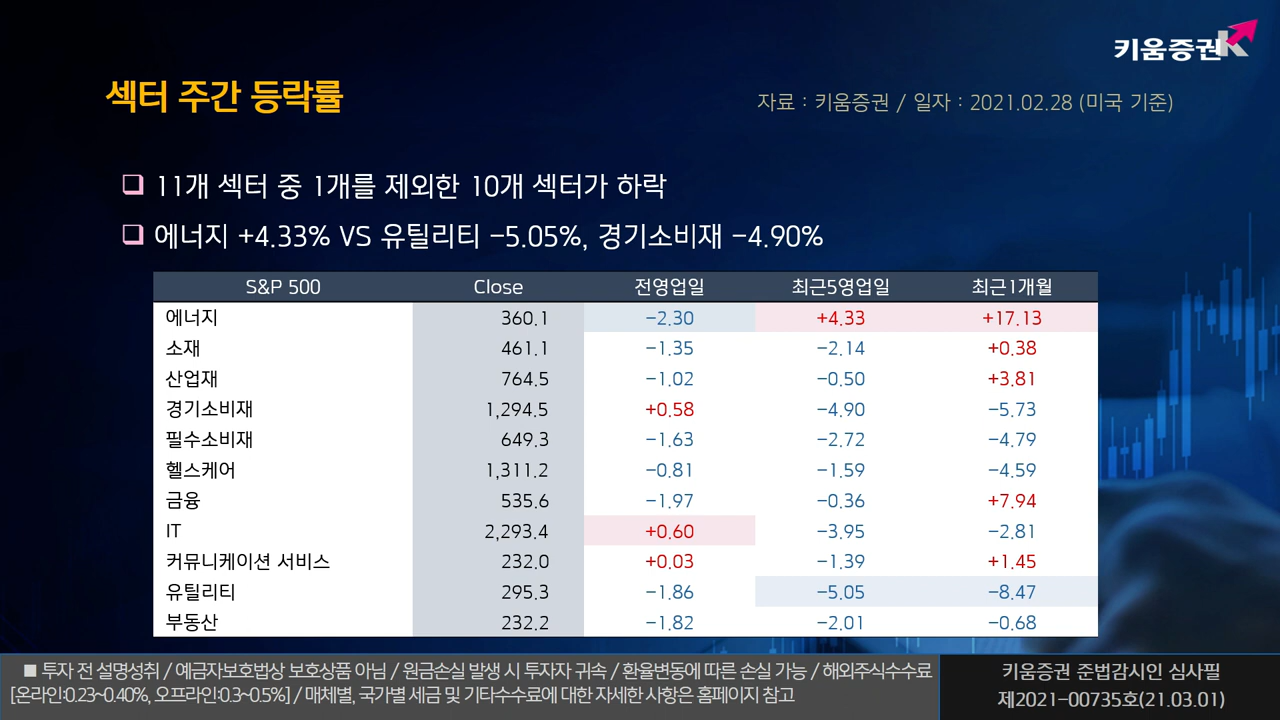 키움증권
섹터 주간 등락률
자료 : 키움증권 / 일자 : 2021.02.28 (미국 기준)
❑ 11개 섹터 중 1개를 제외한 10개 섹터가 하락
❑ 에너지 +4.33% VS 유틸리티 -5.05%, 경기소비재 -4.90%
S&P 500 Close 전영업일 최근5영업일 최근1개월
에너지 360.1 -2.30 +4.33 +17.13
소재 461.1 -1.35 -2.14 +0.38
산업재 764.5 -1.02 -0.50 +3.81
경기소비재 1,294.5 +0.58 -4.90 -5.73
필수소비재 649.3 -1.63 -2.72 -4.79
헬스케어 1,311.2 -0.81 -1.59 -4.59
금융 535.6 -1.97 -0.36 +7.94
IT 2,293.4 +0.60 -3.95 -2.81
커뮤니케이션 서비스 232.0 +0.03 -1.39 +1.45
유틸리티 295.3 -1.86 -5.05 -8.47
부동산 232.2 -1.82 -2.01 -0.68
■ 투자 전 설명성취 / 예금자보호법상 보호상품 아님 / 원금손실 발생 시 투자자 귀속 / 환율변동에 따른 손실 가능 / 해외주식수수료
[온라인:0.23~0.40%, 오프라인:0.3~0.5%] / 매체별, 국가별 세금 및 기타수수료에 대한 자세한 사항은 홈페이지 참고
키움증권 준법감시인 심사필
제2021-00735호(21.03.01)